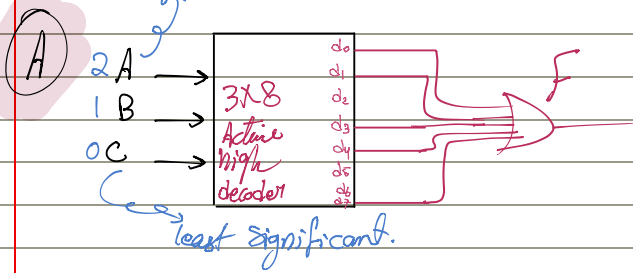 A
2 A
1 B
0 C
3X8
Active
high
decoder
d0
d1
d2
d3
d4
d5
d6
d7
f
least significant.